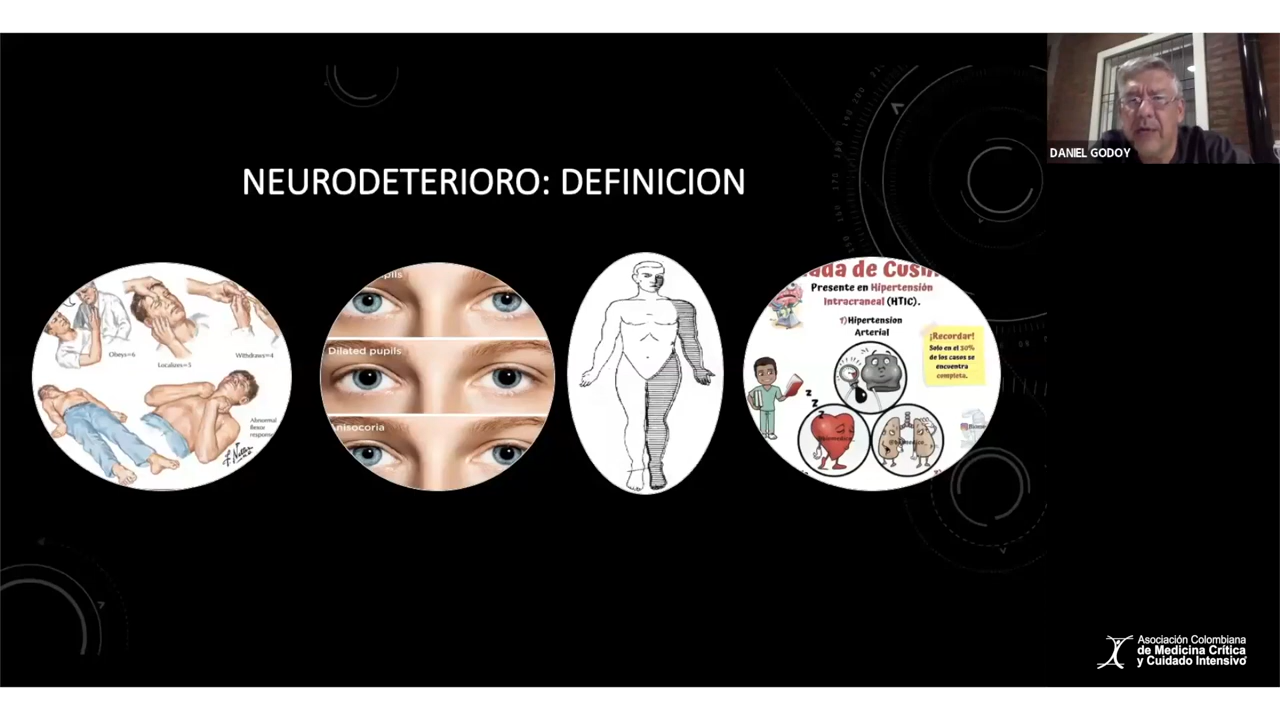 DANIEL GODOY
NEURODETERIORO: DEFINICION
Obeys=6
Localizes=5
Withdraws=4
Abnormal
flexor
pupils
Dilated pupils
Anisocoria
Presente en Hipertensión
Intracraneal (HTIC).
1) Hipertension
Arterial
¡Recordar!
Solo en el 30%
de los casos se
encuentra
completa.
z
z
z
Asociación Colombiana
de Medicina Crítica
y Cuidado Intensivo